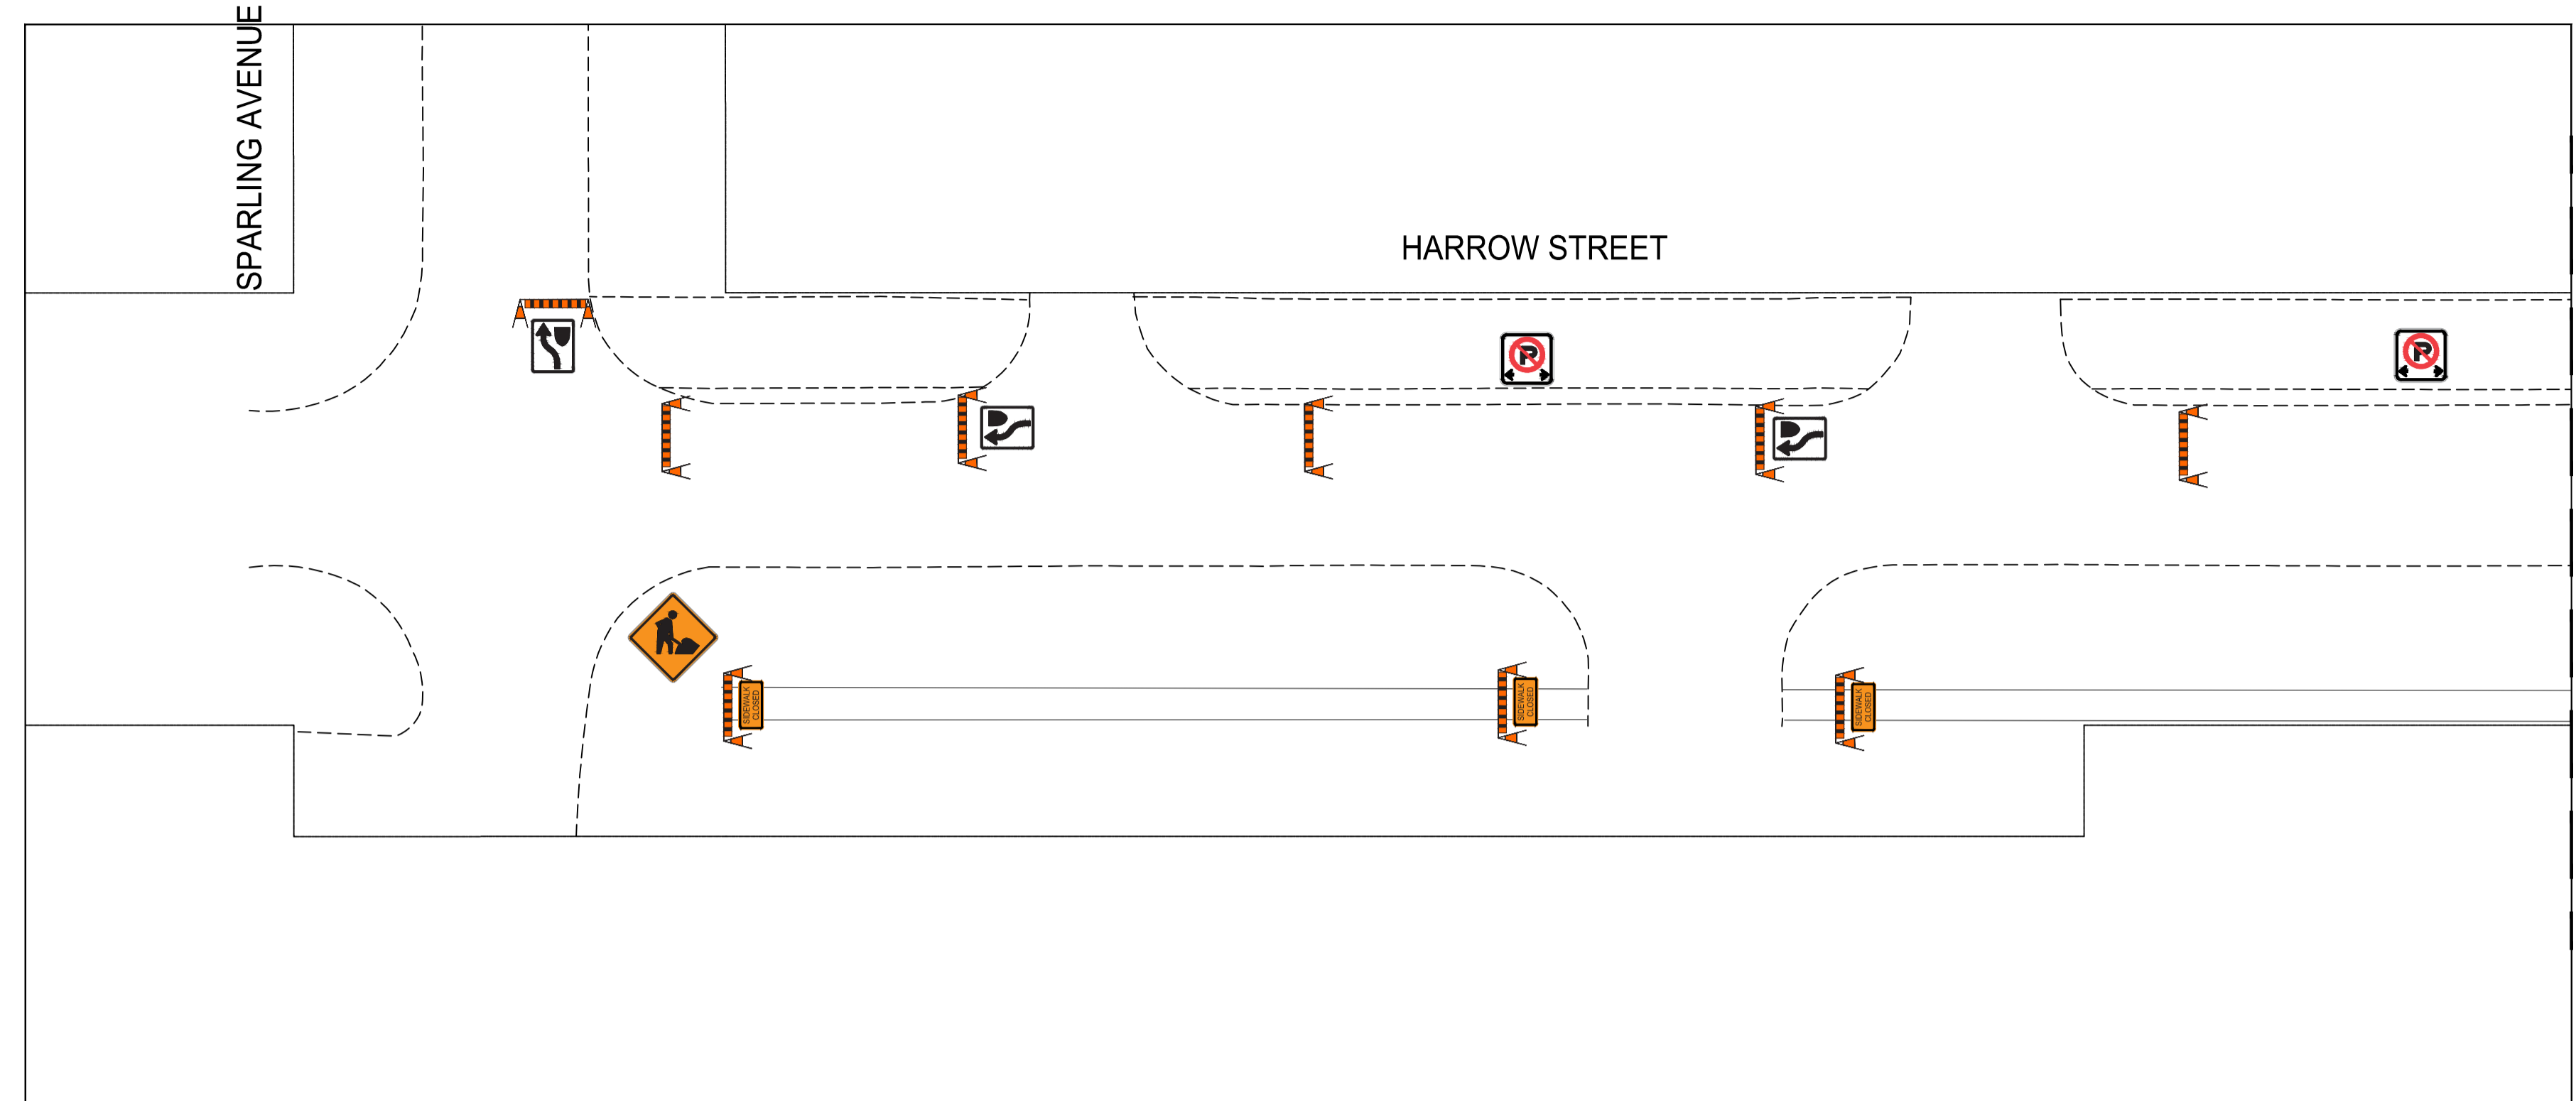 SPARLING AVENUE
HARROW STREET
P
P
SIDEWALK
CLOSED
SIDEWALK
CLOSED
SIDEWALK
CLOSED